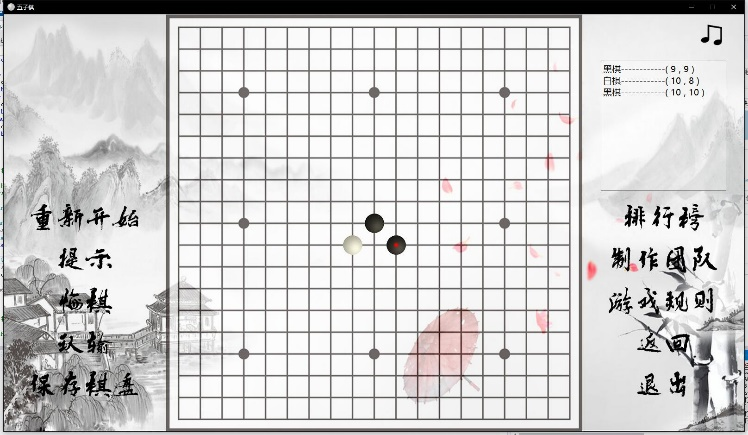 五子棋
重新开始
提示
悔棋
认输
保存棋盘
黑棋------------( 9 , 9 )
白棋------------( 10 , 8 )
黑棋------------( 10 , 10 )
排行榜
制作团队
游戏规则
返回
退出